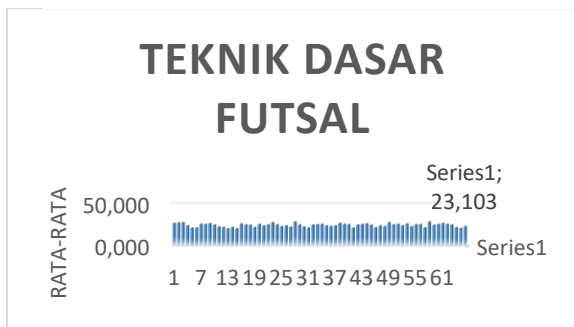 TEKNIK DASAR
FUTSAL
Series1;
23,103
RATA-RATA
50,000
0,000
Series1
1 7 13 19 25 31 37 43 49 55 61